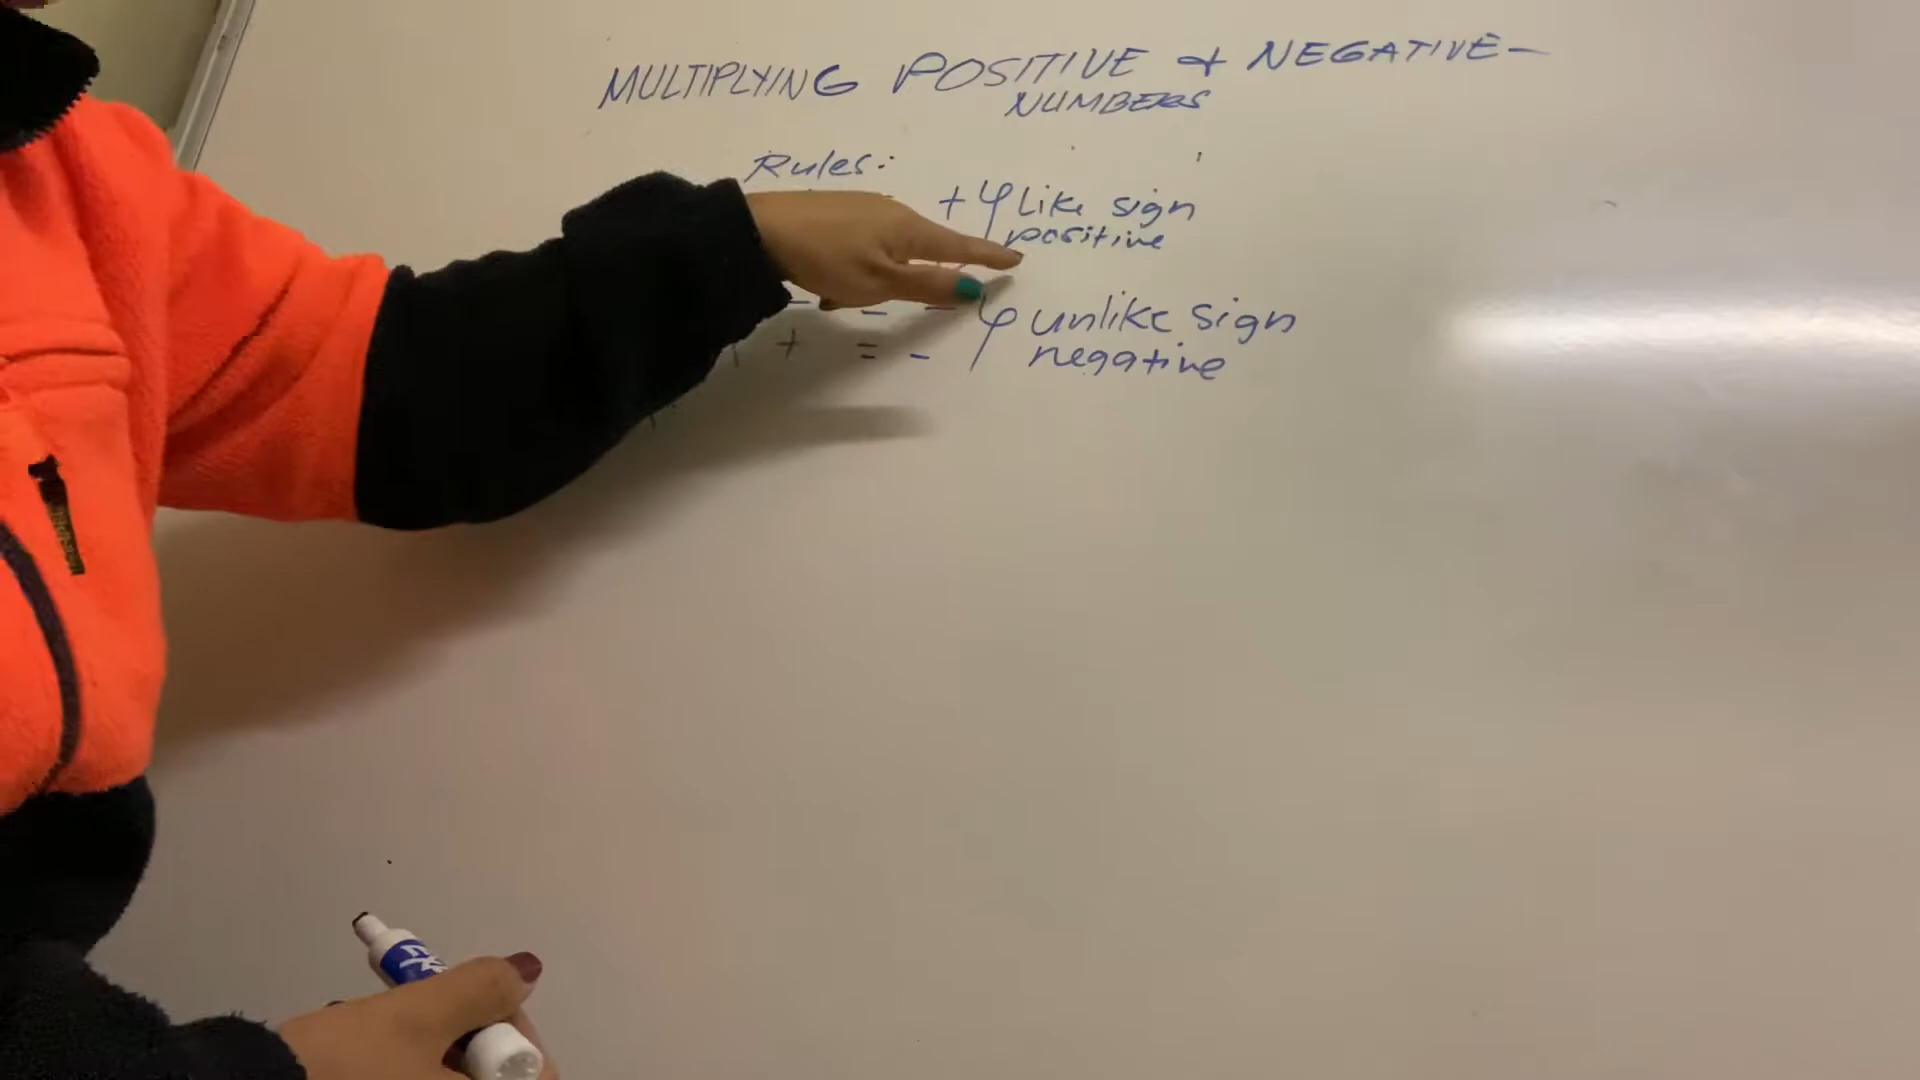 MULTIPLYING POSITIVE + NEGATIVE -
NUMBERS
Rules:
+ Like sign
positive
- = - unlike sign
+ = - negative